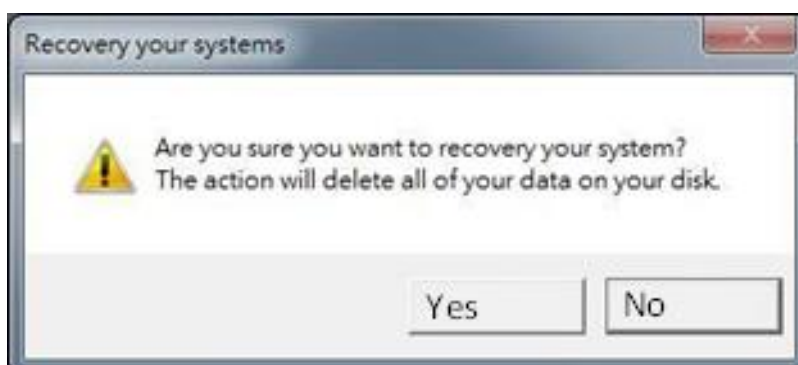 Recovery your systems
Are you sure you want to recovery your system?
The action will delete all of your data on your disk.
Yes
No